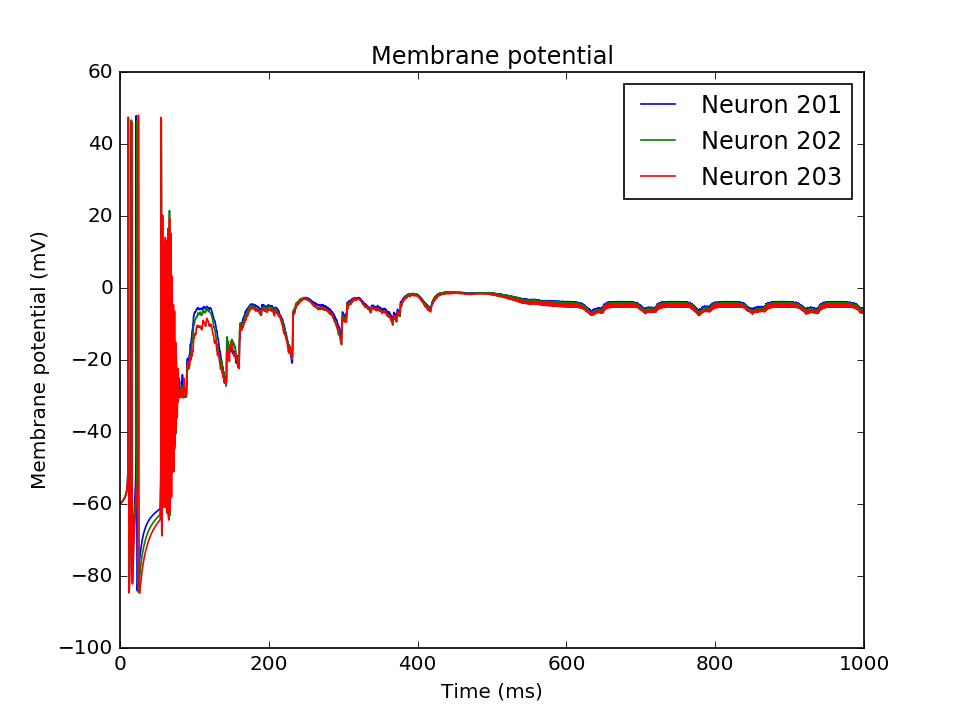 Membrane potential
60
40
20
0
−20
−40
−60
−80
−100
Membrane potential (mV)
Neuron 201
Neuron 202
Neuron 203
0 200 400 600 800 1000
Time (ms)